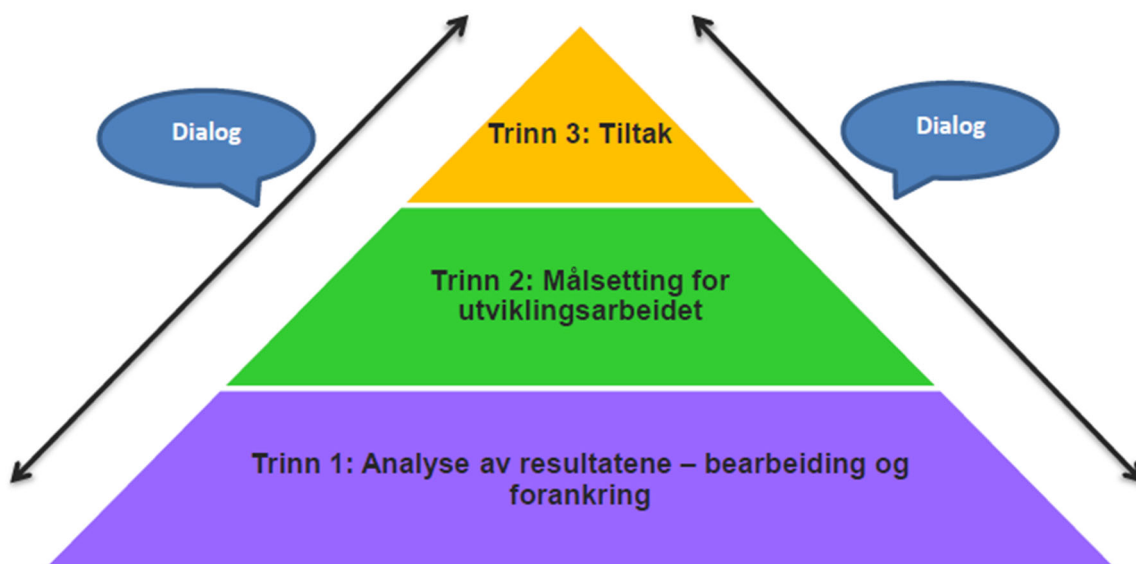 Dialog
Dialog
Trinn 3: Tiltak
Trinn 2: Målsetting for
utviklingsarbeidet
Trinn 1: Analyse av resultatene – bearbeiding og
forankring